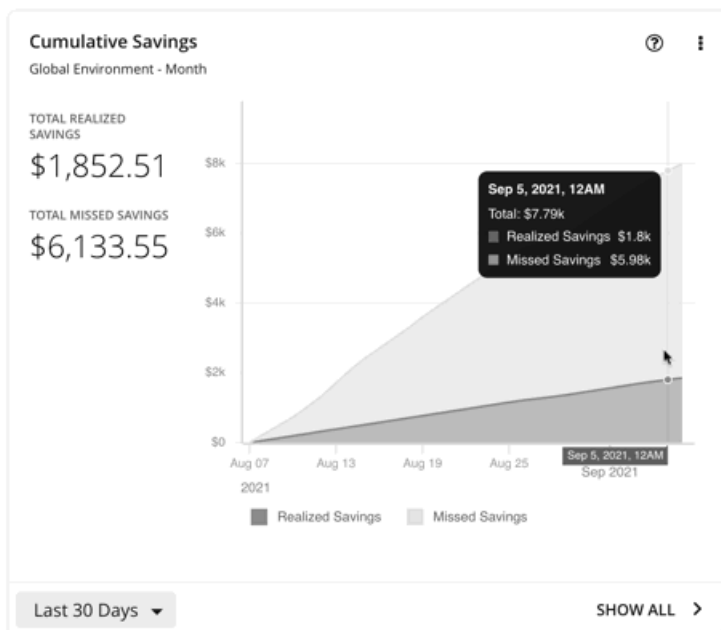 Cumulative Savings
Global Environment - Month
TOTAL REALIZED
SAVINGS
$1,852.51
TOTAL MISSED SAVINGS
$6,133.55
$8k
$6k
$4k
$2k
$0
Sep 5, 2021, 12AM
Total: $7.79k
Realized Savings $1.8k
Missed Savings $5.98k
Aug 07
Aug 13
Aug 19
Aug 25
Sep 5, 2021, 12AM
2021
Sep 2021
Realized Savings
Missed Savings
Last 30 Days
SHOW ALL